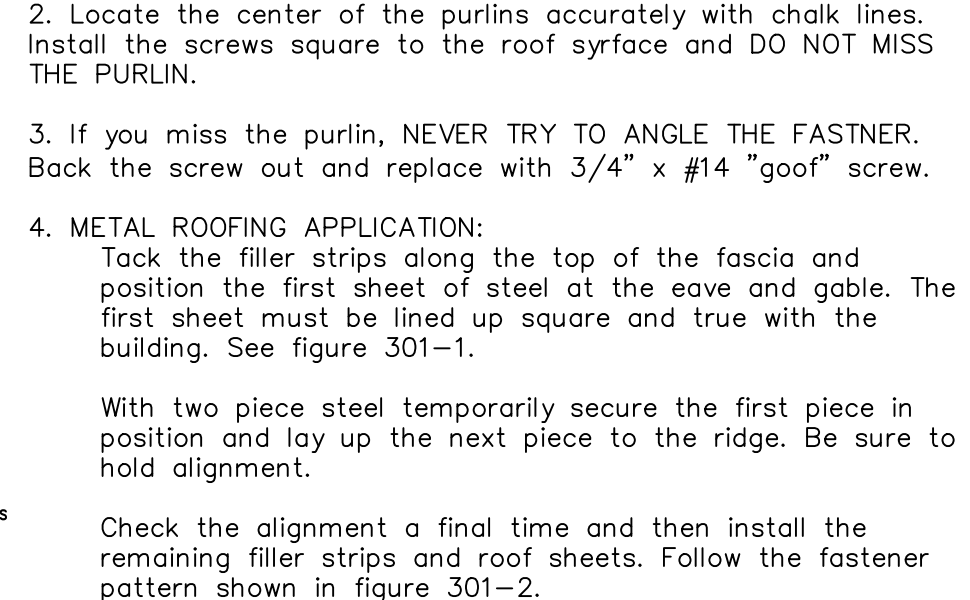 2. Locate the center of the purlins accurately with chalk lines.
Install the screws square to the roof syrface and DO NOT MISS
THE PURLIN.
3. If you miss the purlin, NEVER TRY TO ANGLE THE FASTNER.
Back the screw out and replace with 3/4” x #14 ”goof” screw.
4. METAL ROOFING APPLICATION:
Tack the filler strips along the top of the fascia and
position the first sheet of steel at the eave and gable. The
first sheet must be lined up square and true with the
building. See figure 301–1.
With two piece steel temporarily secure the first piece in
position and lay up the next piece to the ridge. Be sure to
hold alignment.
s
Check the alignment a final time and then install the
remaining filler strips and roof sheets. Follow the fastener
pattern shown in figure 301–2.